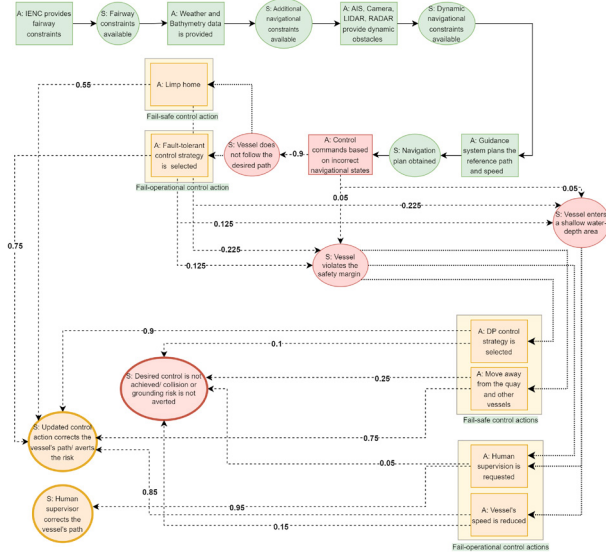 A: IENC provides
fairway
constraints
S: Fairway
constraints
available
A: Weather and
Bathymetry data
is provided
S: Additional
navigational
constraints
available
A: AIS, Camera,
LIDAR, RADAR
provide dynamic
obstacles
S: Dynamic
navigational
constraints
available
0.55
A: Limp home
Fail-safe control action
A: Fault-tolerant
control strategy
is selected
Fail-operational control action
S: Vessel does
not follow the
desired path
0.9
A: Control
commands based
on incorrect
navigational states
S: Navigation
plan obtained
A: Guidance
system plans the
reference path
and speed
0.05
0.05
0.225
0.125
S: Vessel enters
a shallow water-
depth area
0.75
0.225
0.125
S: Vessel
violates the
safety margin
0.9
0.1
A: DP control
strategy is
selected
S: Desired control is not
achieved/ collision or
grounding risk is not
averted
0.25
A: Move away
from the quay
and other
vessels
Fail-safe control actions
S: Updated control
action corrects the
vessel's path/ averts
the risk
0.75
0.05
A: Human
supervision is
requested
0.85
0.95
S: Human
supervisor
corrects the
vessel's path
0.15
A: Vessel's
speed is reduced
Fail-operational control actions